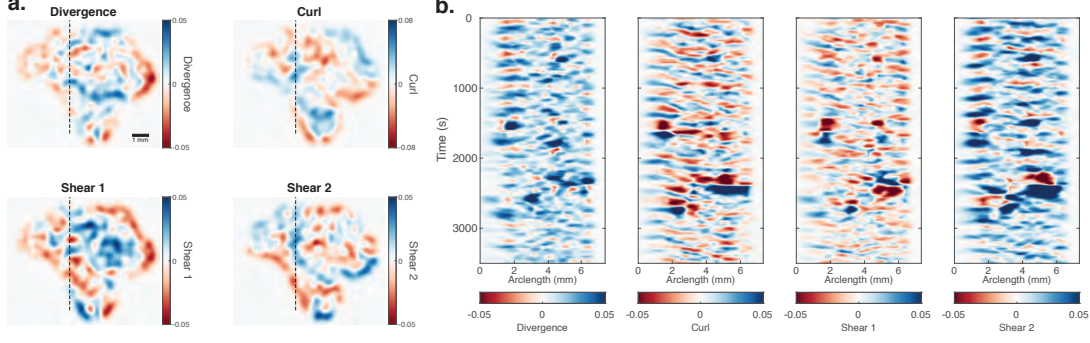 a.
Divergence
0.05
0
-0.05
Divergence
1 mm
Curl
0.08
0
-0.08
Curl
Shear 1
0.05
0
-0.05
Shear 1
Shear 2
0.05
0
-0.05
Shear 2
b.
Time (s)
0
1000
2000
3000
0 2 4 6
Arclength (mm)
-0.05 0 0.05
Divergence
0 2 4 6
Arclength (mm)
-0.05 0 0.05
Curl
0 2 4 6
Arclength (mm)
-0.05 0 0.05
Shear 1
0 2 4 6
Arclength (mm)
-0.05 0 0.05
Shear 2